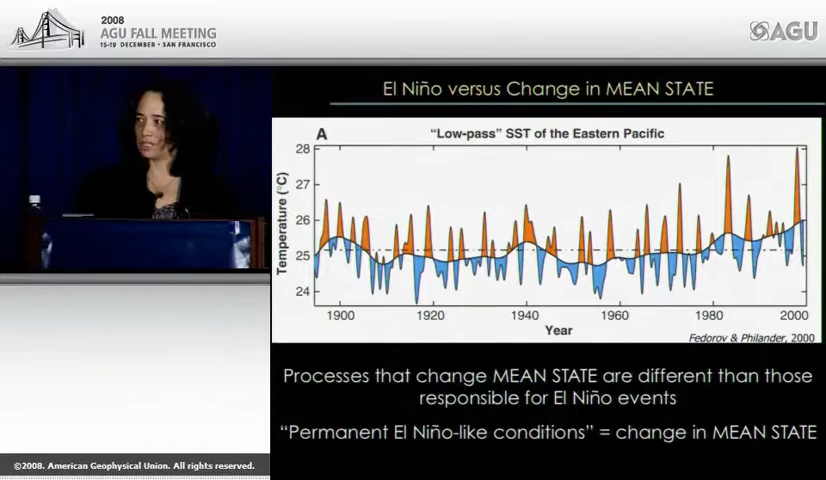 2008
AGU FALL MEETING
15-19 DECEMBER • SAN FRANCISCO
AGU
El Niño versus Change in MEAN STATE
A
"Low-pass" SST of the Eastern Pacific
28
27
26
25
24
Temperature (°C)
1900 1920 1940 1960 1980 2000
Year
Fedorov & Philander, 2000
Processes that change MEAN STATE are different than those
responsible for El Niño events
"Permanent El Niño-like conditions" = change in MEAN STATE
©2008. American Geophysical Union. All rights reserved.